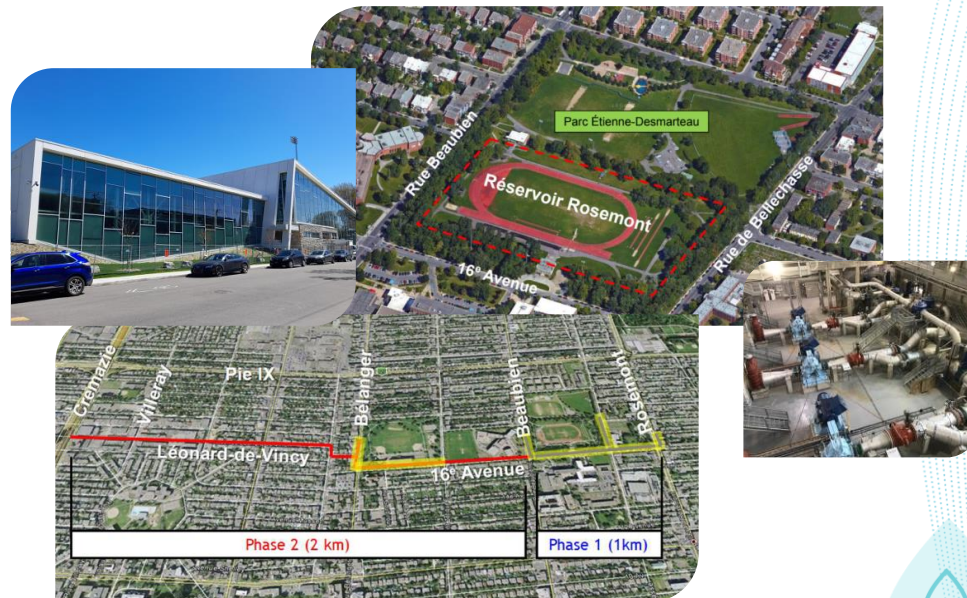 Parc Étienne-Desmarteau
Rue Beaubien
Réservoir Rosemont
Rue de Bellechasse
16e Avenue
Cremazie
Villeray
Pie IX
Bélanger
Beaubien
Rosemont
Léonard-de-Vincy
16e Avenue
Phase 2 (2 km)
Phase 1 (1km)